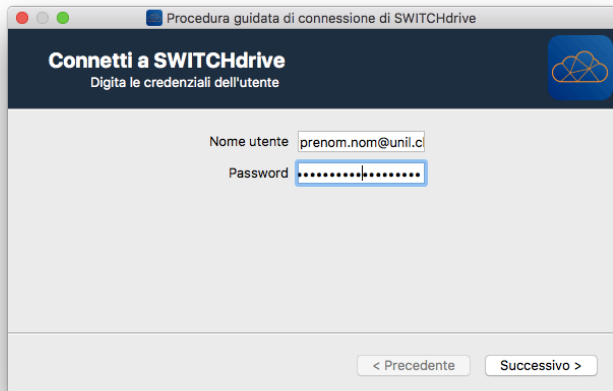 Procedura guidata di connessione di SWITCHdrive
Connetti a SWITCHdrive
Digita le credenziali dell'utente
Nome utente prenom.nom@unil.cl
Password ••••••••••••••••••••
< Precedente Successivo >